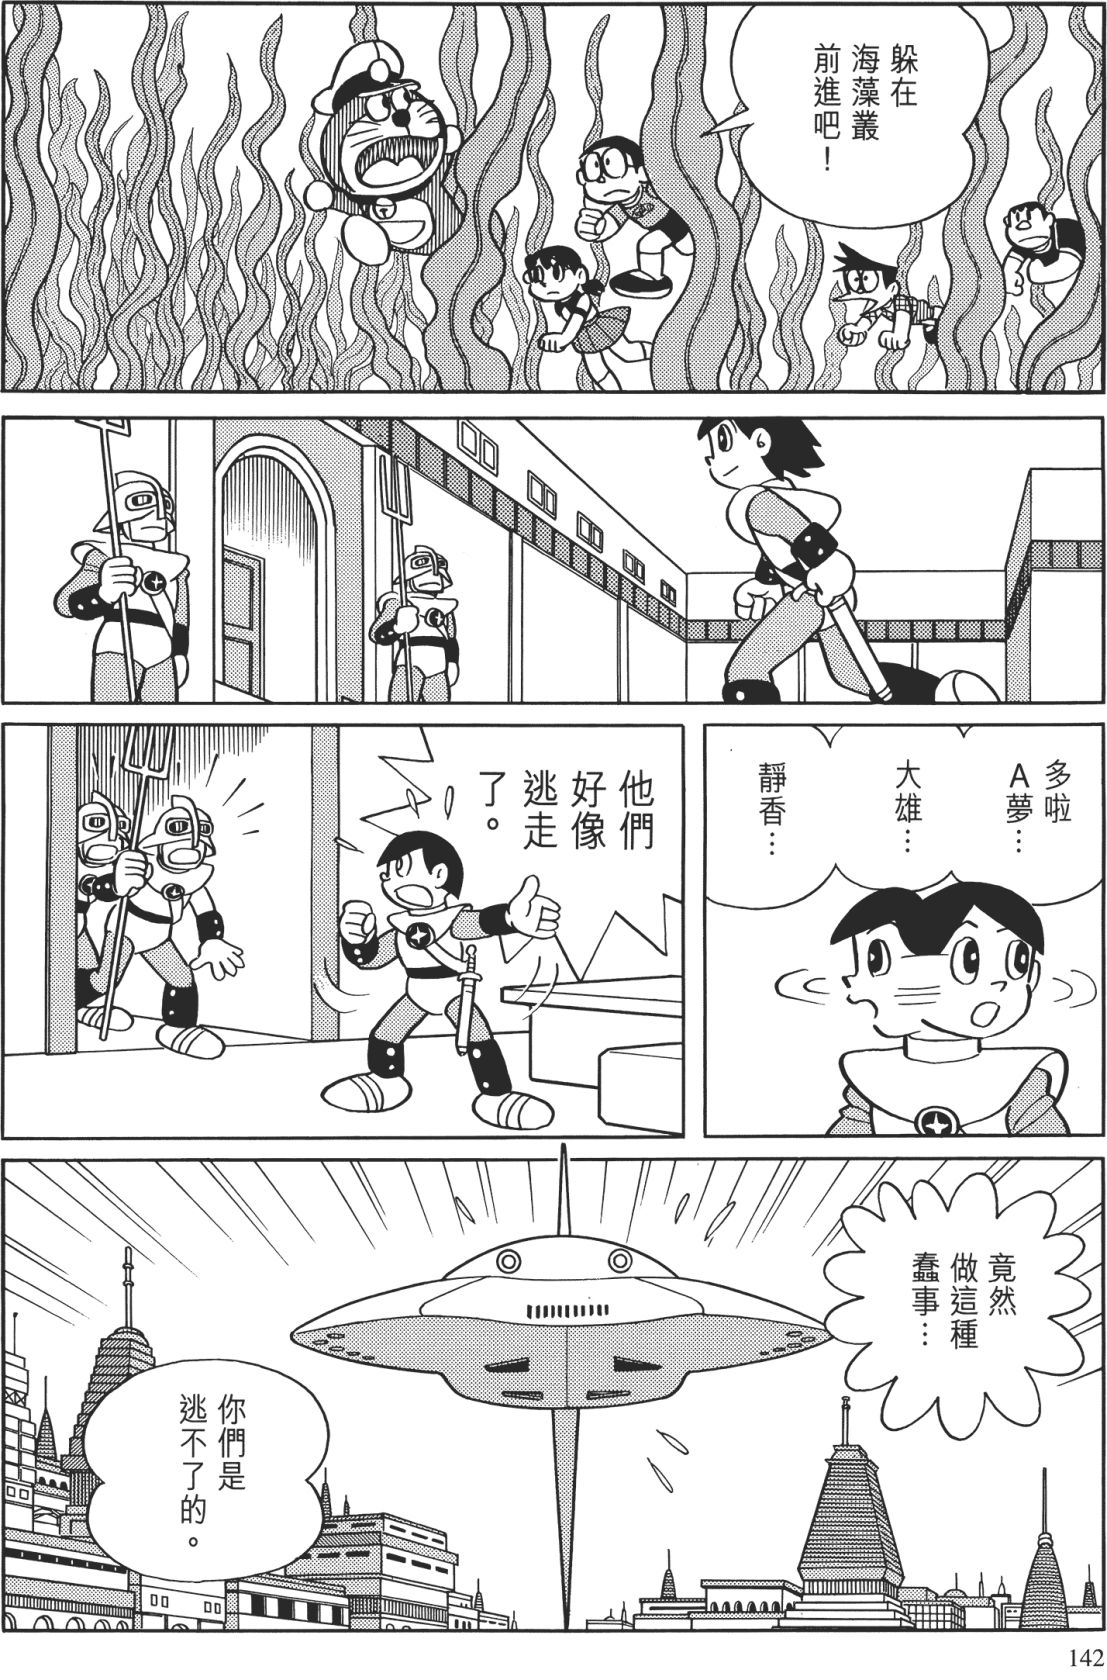 躲在
海藻叢
前進吧！
多啦
A夢…
大雄…
靜香…
他們
好像
逃走
了。
竟然
做這種
蠢事…
你們是
逃不了的。
142